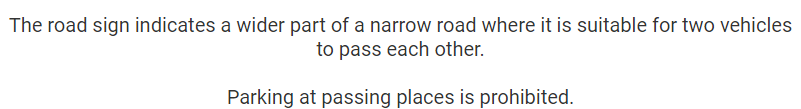 The road sign indicates a wider part of a narrow road where it is suitable for two vehicles
to pass each other.
Parking at passing places is prohibited.